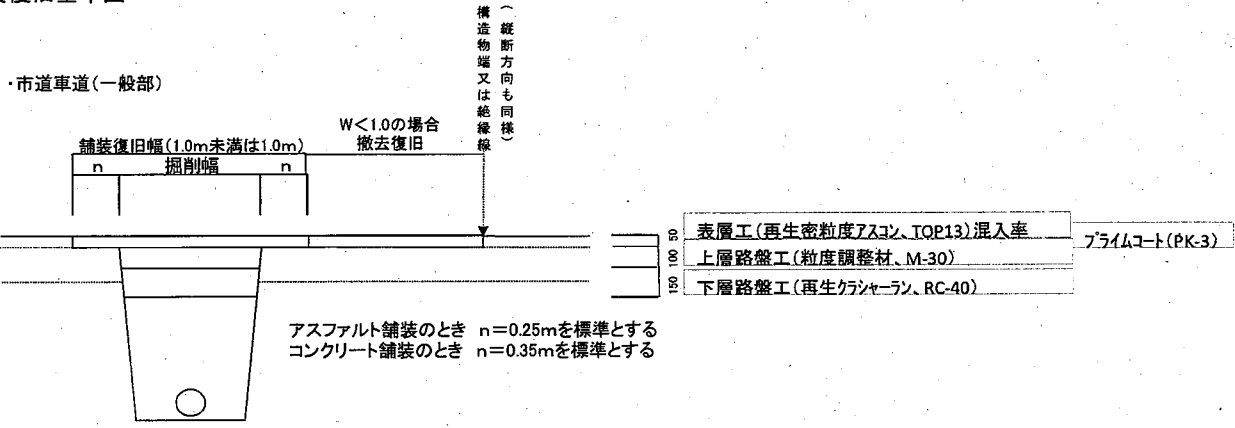 構造物端又は絶縁線
（縦断方向も同様）
・市道車道(一般部)
W＜1.0の場合
撤去復旧
舗装復旧幅(1.0m未満は1.0m)
n 掘削幅 n
50 表層工(再生密粒度アスコン、TOP13)混入率
プライムコート(PK-3)
100 上層路盤工(粒度調整材、M-30)
150 下層路盤工(再生クラシャーラン、RC-40)
アスファルト舗装のとき n＝0.25mを標準とする
コンクリート舗装のとき n＝0.35mを標準とする